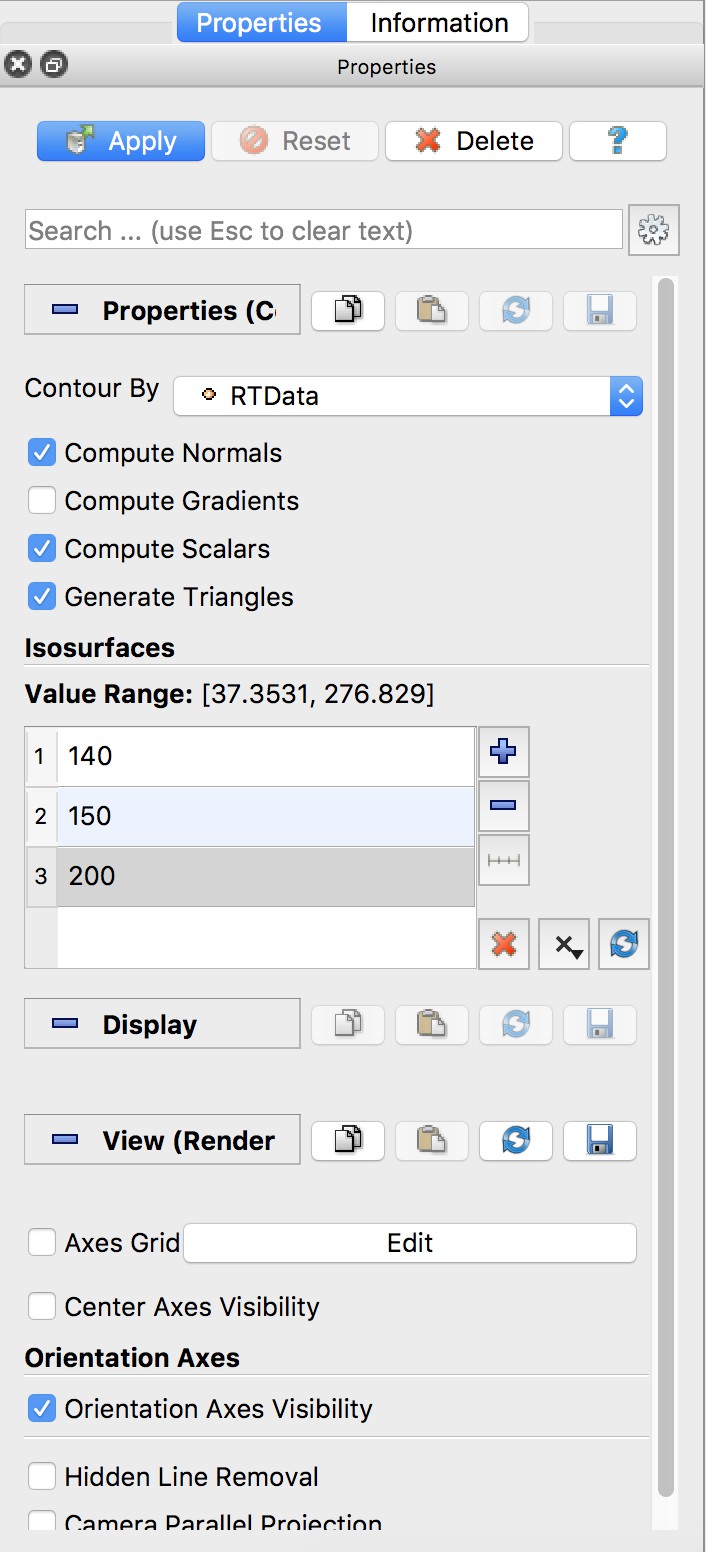 Properties Information
Properties
Apply Reset Delete ?
Search ... (use Esc to clear text)
Properties (Co
Contour By RTData
Compute Normals
Compute Gradients
Compute Scalars
Generate Triangles
Isosurfaces
Value Range: [37.3531, 276.829]
1 140
2 150
3 200
Display
View (Render
Axes Grid Edit
Center Axes Visibility
Orientation Axes
Orientation Axes Visibility
Hidden Line Removal
Camera Parallel Projection